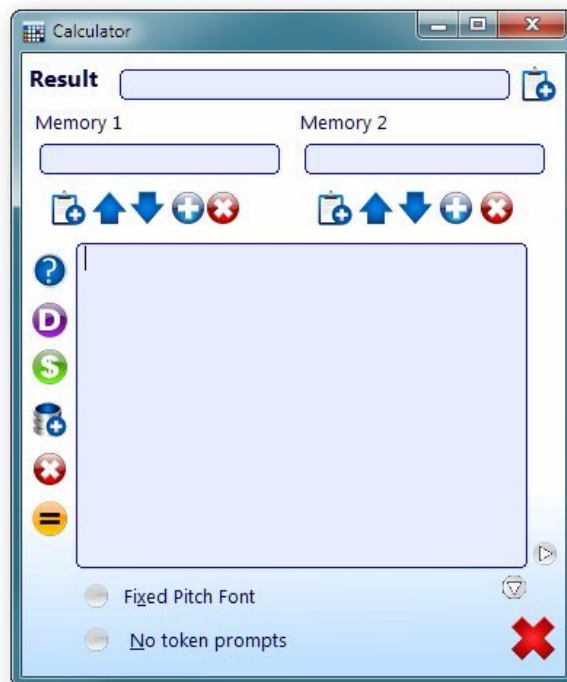 Calculator
Result
Memory 1 Memory 2
?
D
$
=
Fixed Pitch Font
No token prompts